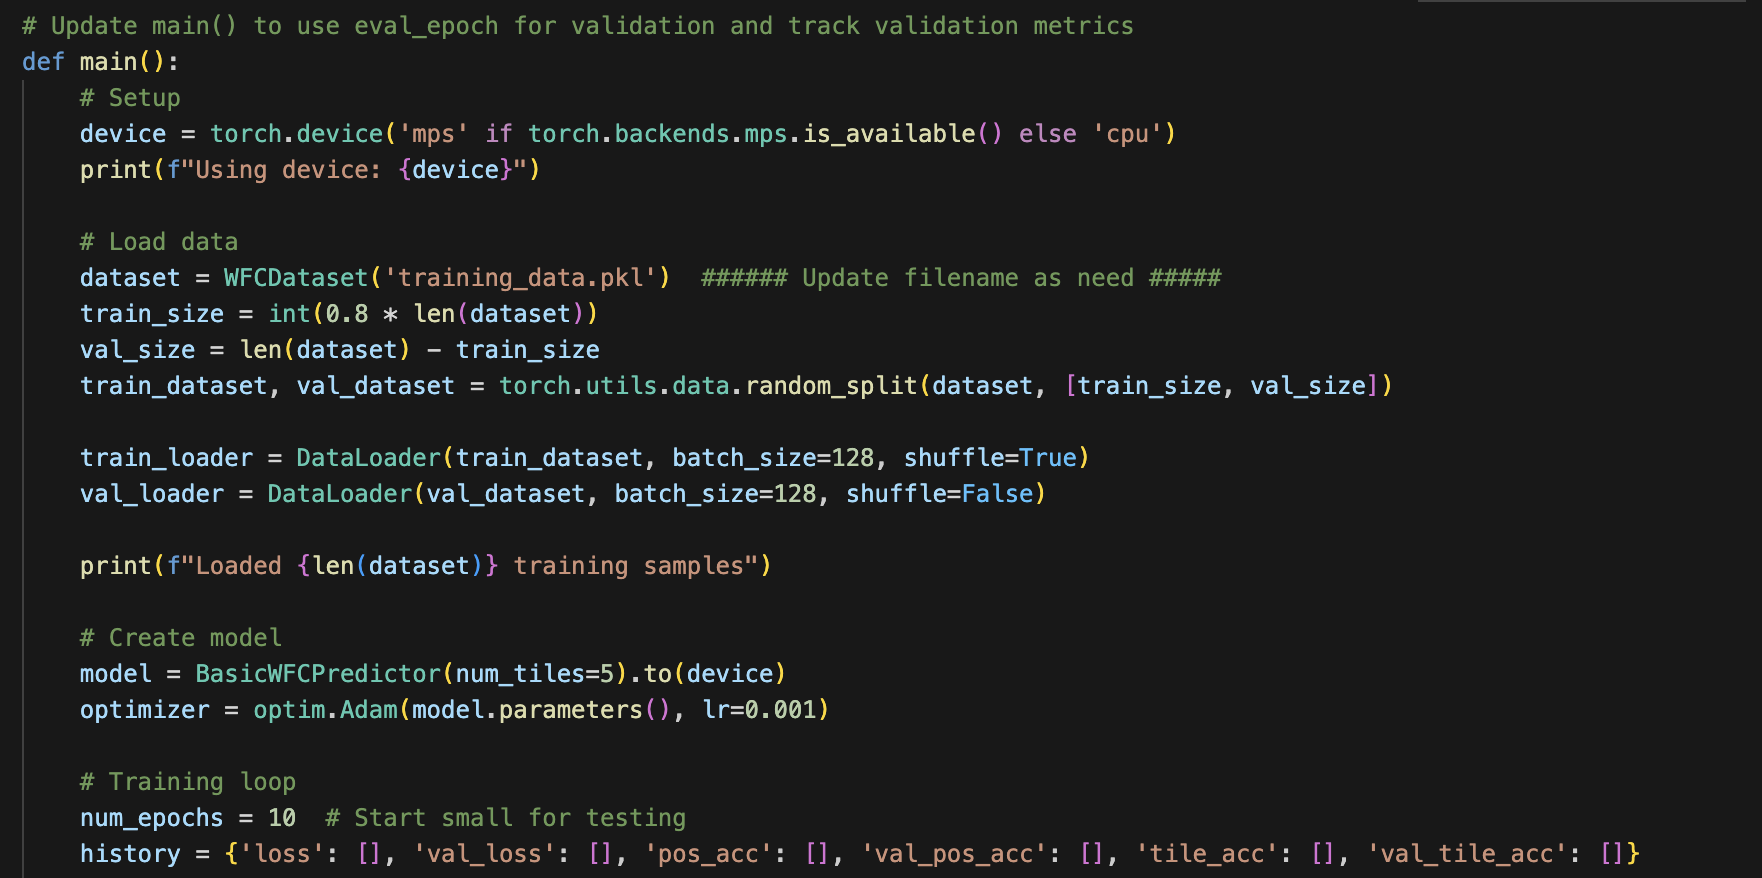 # Update main() to use eval_epoch for validation and track validation metrics
def main():
    # Setup
    device = torch.device('mps' if torch.backends.mps.is_available() else 'cpu')
    print(f"Using device: {device}")

    # Load data
    dataset = WFCDataset('training_data.pkl')  ###### Update filename as need #####
    train_size = int(0.8 * len(dataset))
    val_size = len(dataset) - train_size
    train_dataset, val_dataset = torch.utils.data.random_split(dataset, [train_size, val_size])

    train_loader = DataLoader(train_dataset, batch_size=128, shuffle=True)
    val_loader = DataLoader(val_dataset, batch_size=128, shuffle=False)

    print(f"Loaded {len(dataset)} training samples")

    # Create model
    model = BasicWFCPredictor(num_tiles=5).to(device)
    optimizer = optim.Adam(model.parameters(), lr=0.001)

    # Training loop
    num_epochs = 10  # Start small for testing
    history = {'loss': [], 'val_loss': [], 'pos_acc': [], 'val_pos_acc': [], 'tile_acc': [], 'val_tile_acc': []}